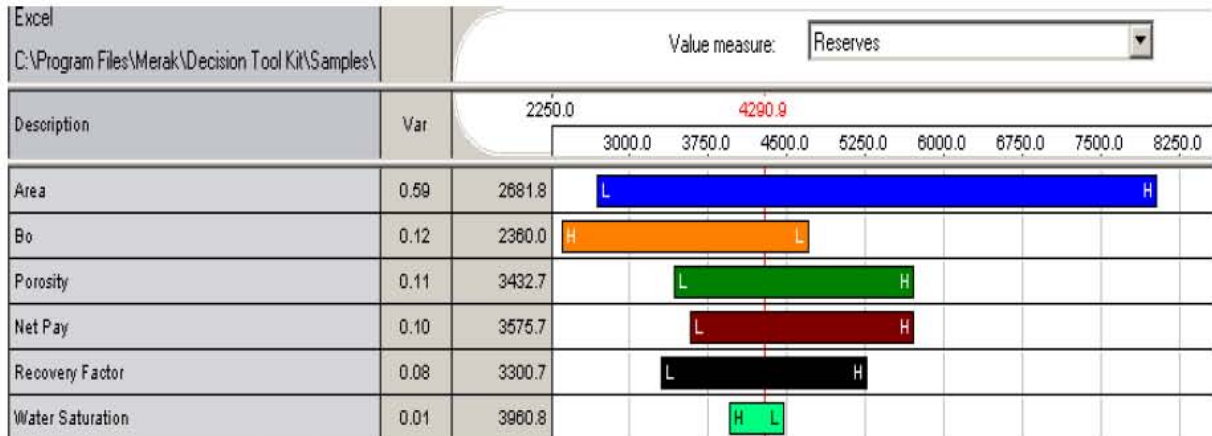 Excel
C:\Program Files\Merak\Decision Tool Kit\Samples\
Value measure: Reserves
Description Var 2250.0 4290.9
3000.0 3750.0 4500.0 5250.0 6000.0 6750.0 7500.0 8250.0
Area 0.59 2681.8 L H
Bo 0.12 2360.0 H L
Porosity 0.11 3432.7 L H
Net Pay 0.10 3575.7 L H
Recovery Factor 0.08 3300.7 L H
Water Saturation 0.01 3960.8 H L